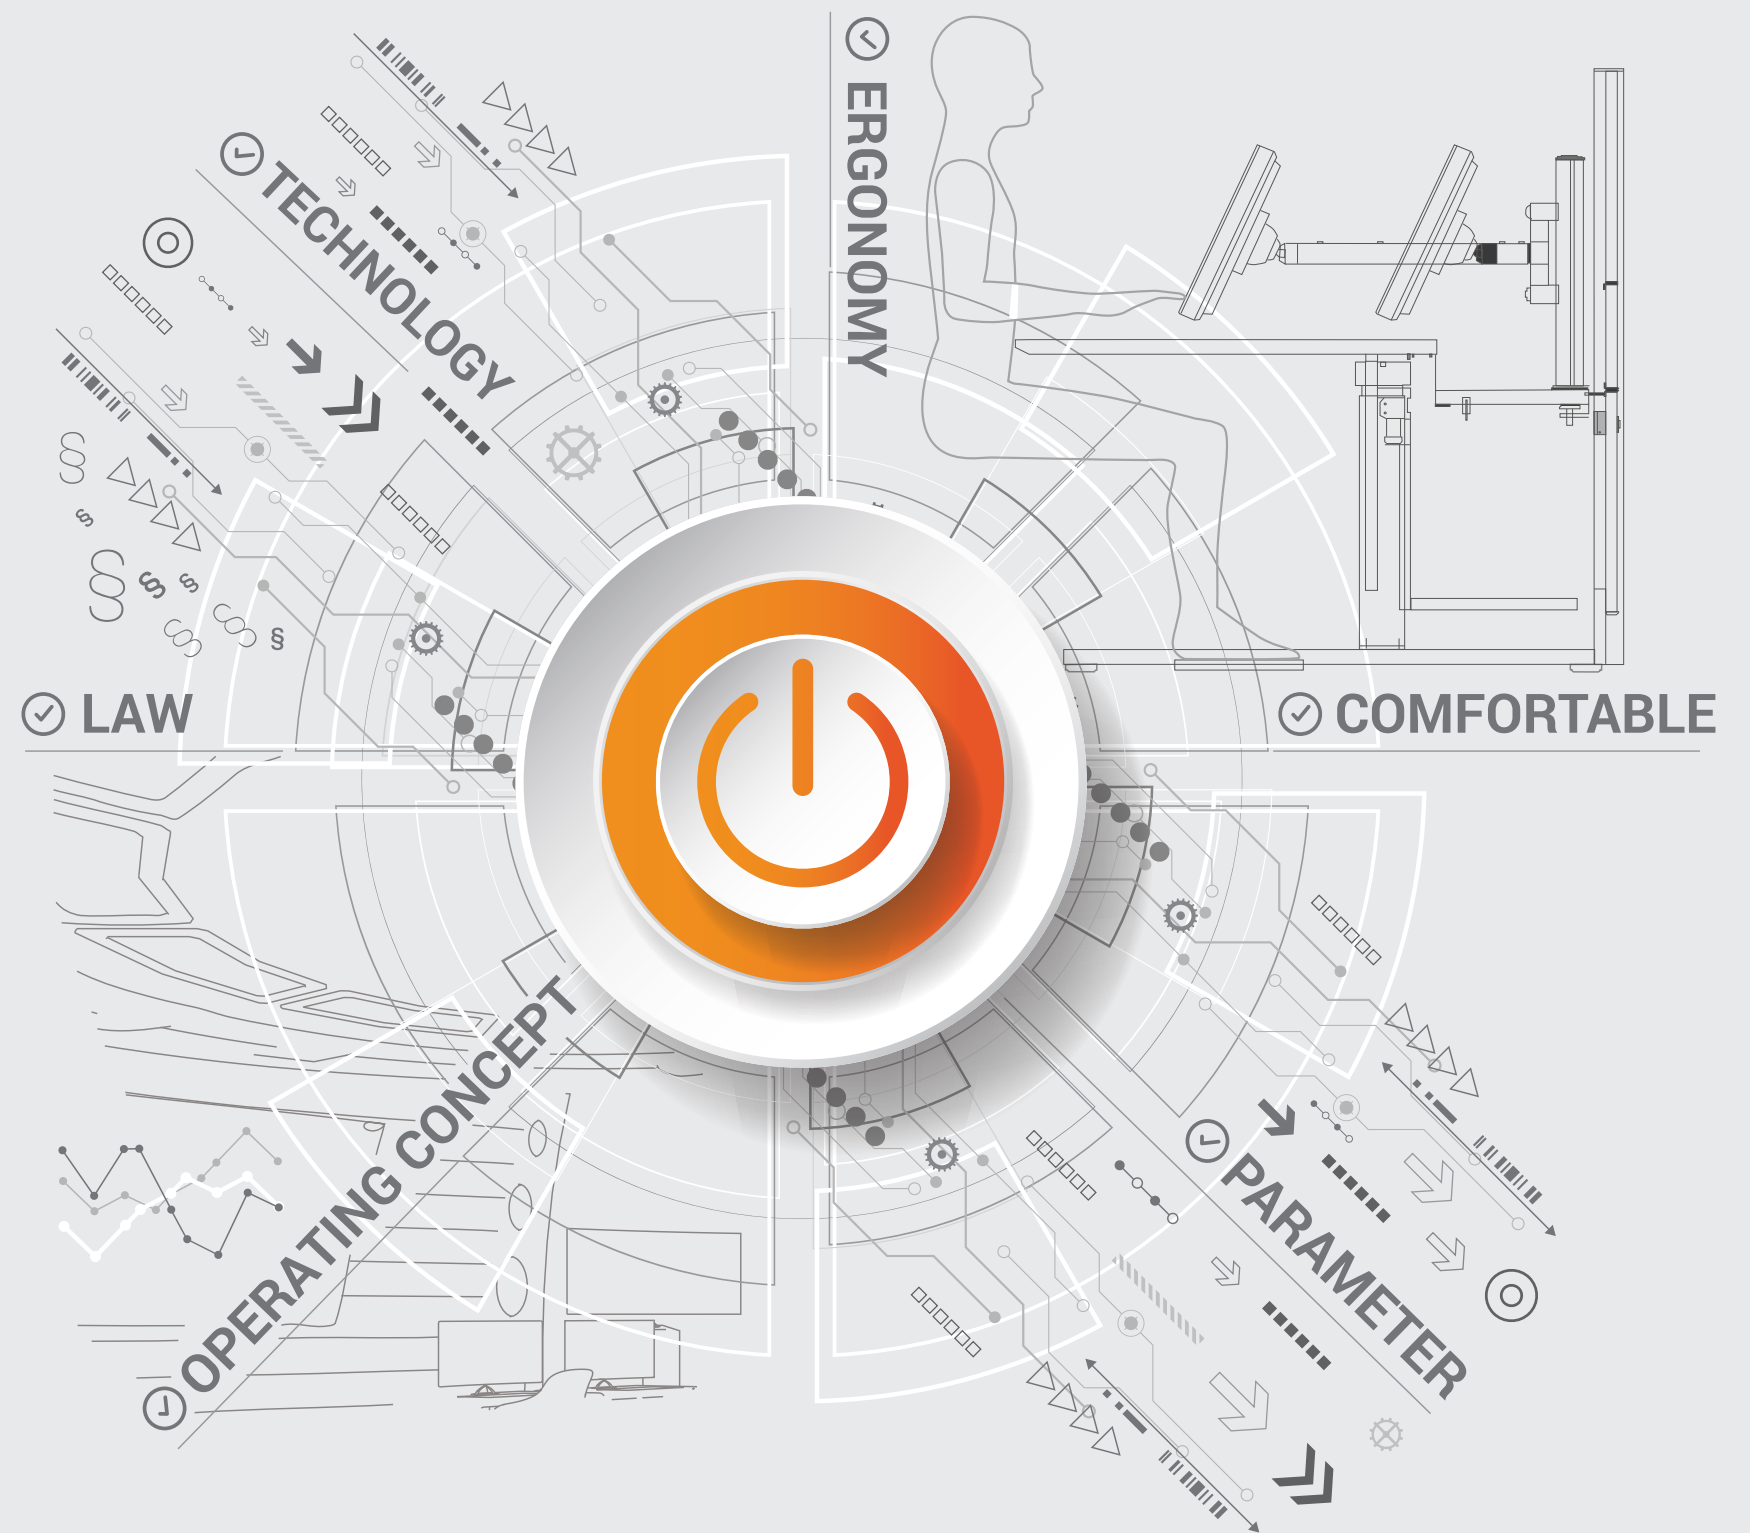 ERGONOMY
TECHNOLOGY
§
§
§
§
§
§
§
§
LAW
COMFORTABLE
OPERATING CONCEPT
PARAMETER